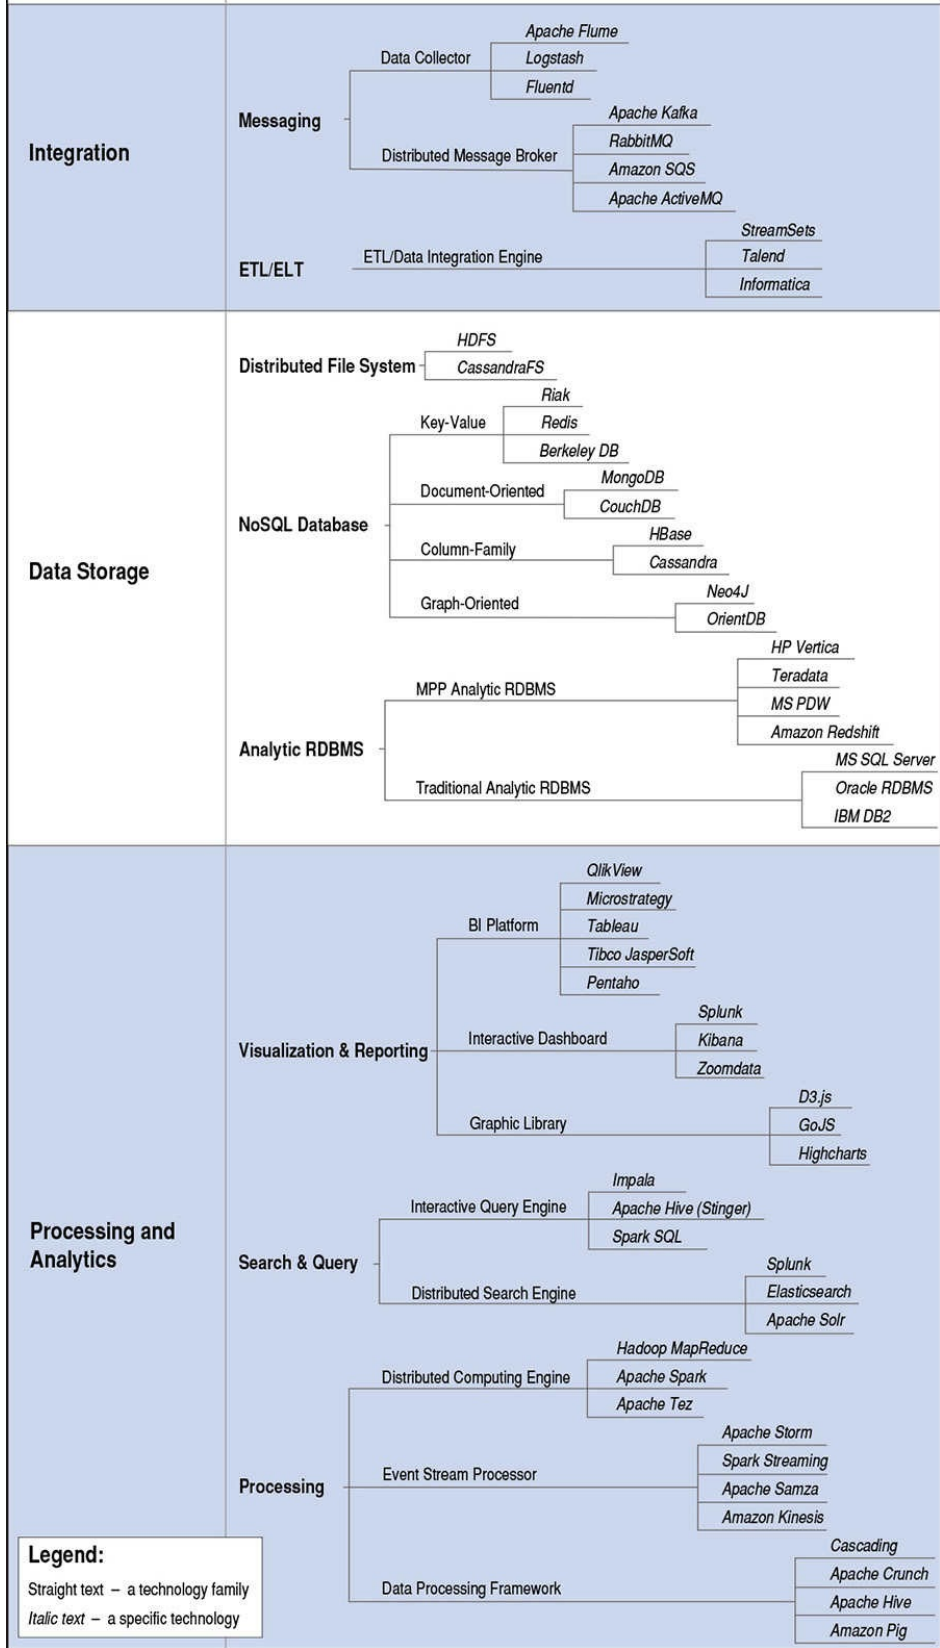 Integration
Messaging
Data Collector
Apache Flume
Logstash
Fluentd
Distributed Message Broker
Apache Kafka
RabbitMQ
Amazon SQS
Apache ActiveMQ
ETL/ELT
ETL/Data Integration Engine
StreamSets
Talend
Informatica
Data Storage
Distributed File System
HDFS
CassandraFS
NoSQL Database
Key-Value
Riak
Redis
Berkeley DB
Document-Oriented
MongoDB
CouchDB
Column-Family
HBase
Cassandra
Graph-Oriented
Neo4J
OrientDB
Analytic RDBMS
MPP Analytic RDBMS
HP Vertica
Teradata
MS PDW
Amazon Redshift
Traditional Analytic RDBMS
MS SQL Server
Oracle RDBMS
IBM DB2
Processing and
Analytics
Visualization & Reporting
BI Platform
QlikView
Microstrategy
Tableau
Tibco JasperSoft
Pentaho
Interactive Dashboard
Splunk
Kibana
Zoomdata
Graphic Library
D3.js
GoJS
Highcharts
Search & Query
Interactive Query Engine
Impala
Apache Hive (Stinger)
Spark SQL
Distributed Search Engine
Splunk
Elasticsearch
Apache Solr
Processing
Distributed Computing Engine
Hadoop MapReduce
Apache Spark
Apache Tez
Event Stream Processor
Apache Storm
Spark Streaming
Apache Samza
Amazon Kinesis
Data Processing Framework
Cascading
Apache Crunch
Apache Hive
Amazon Pig
Legend:
Straight text – a technology family
Italic text – a specific technology